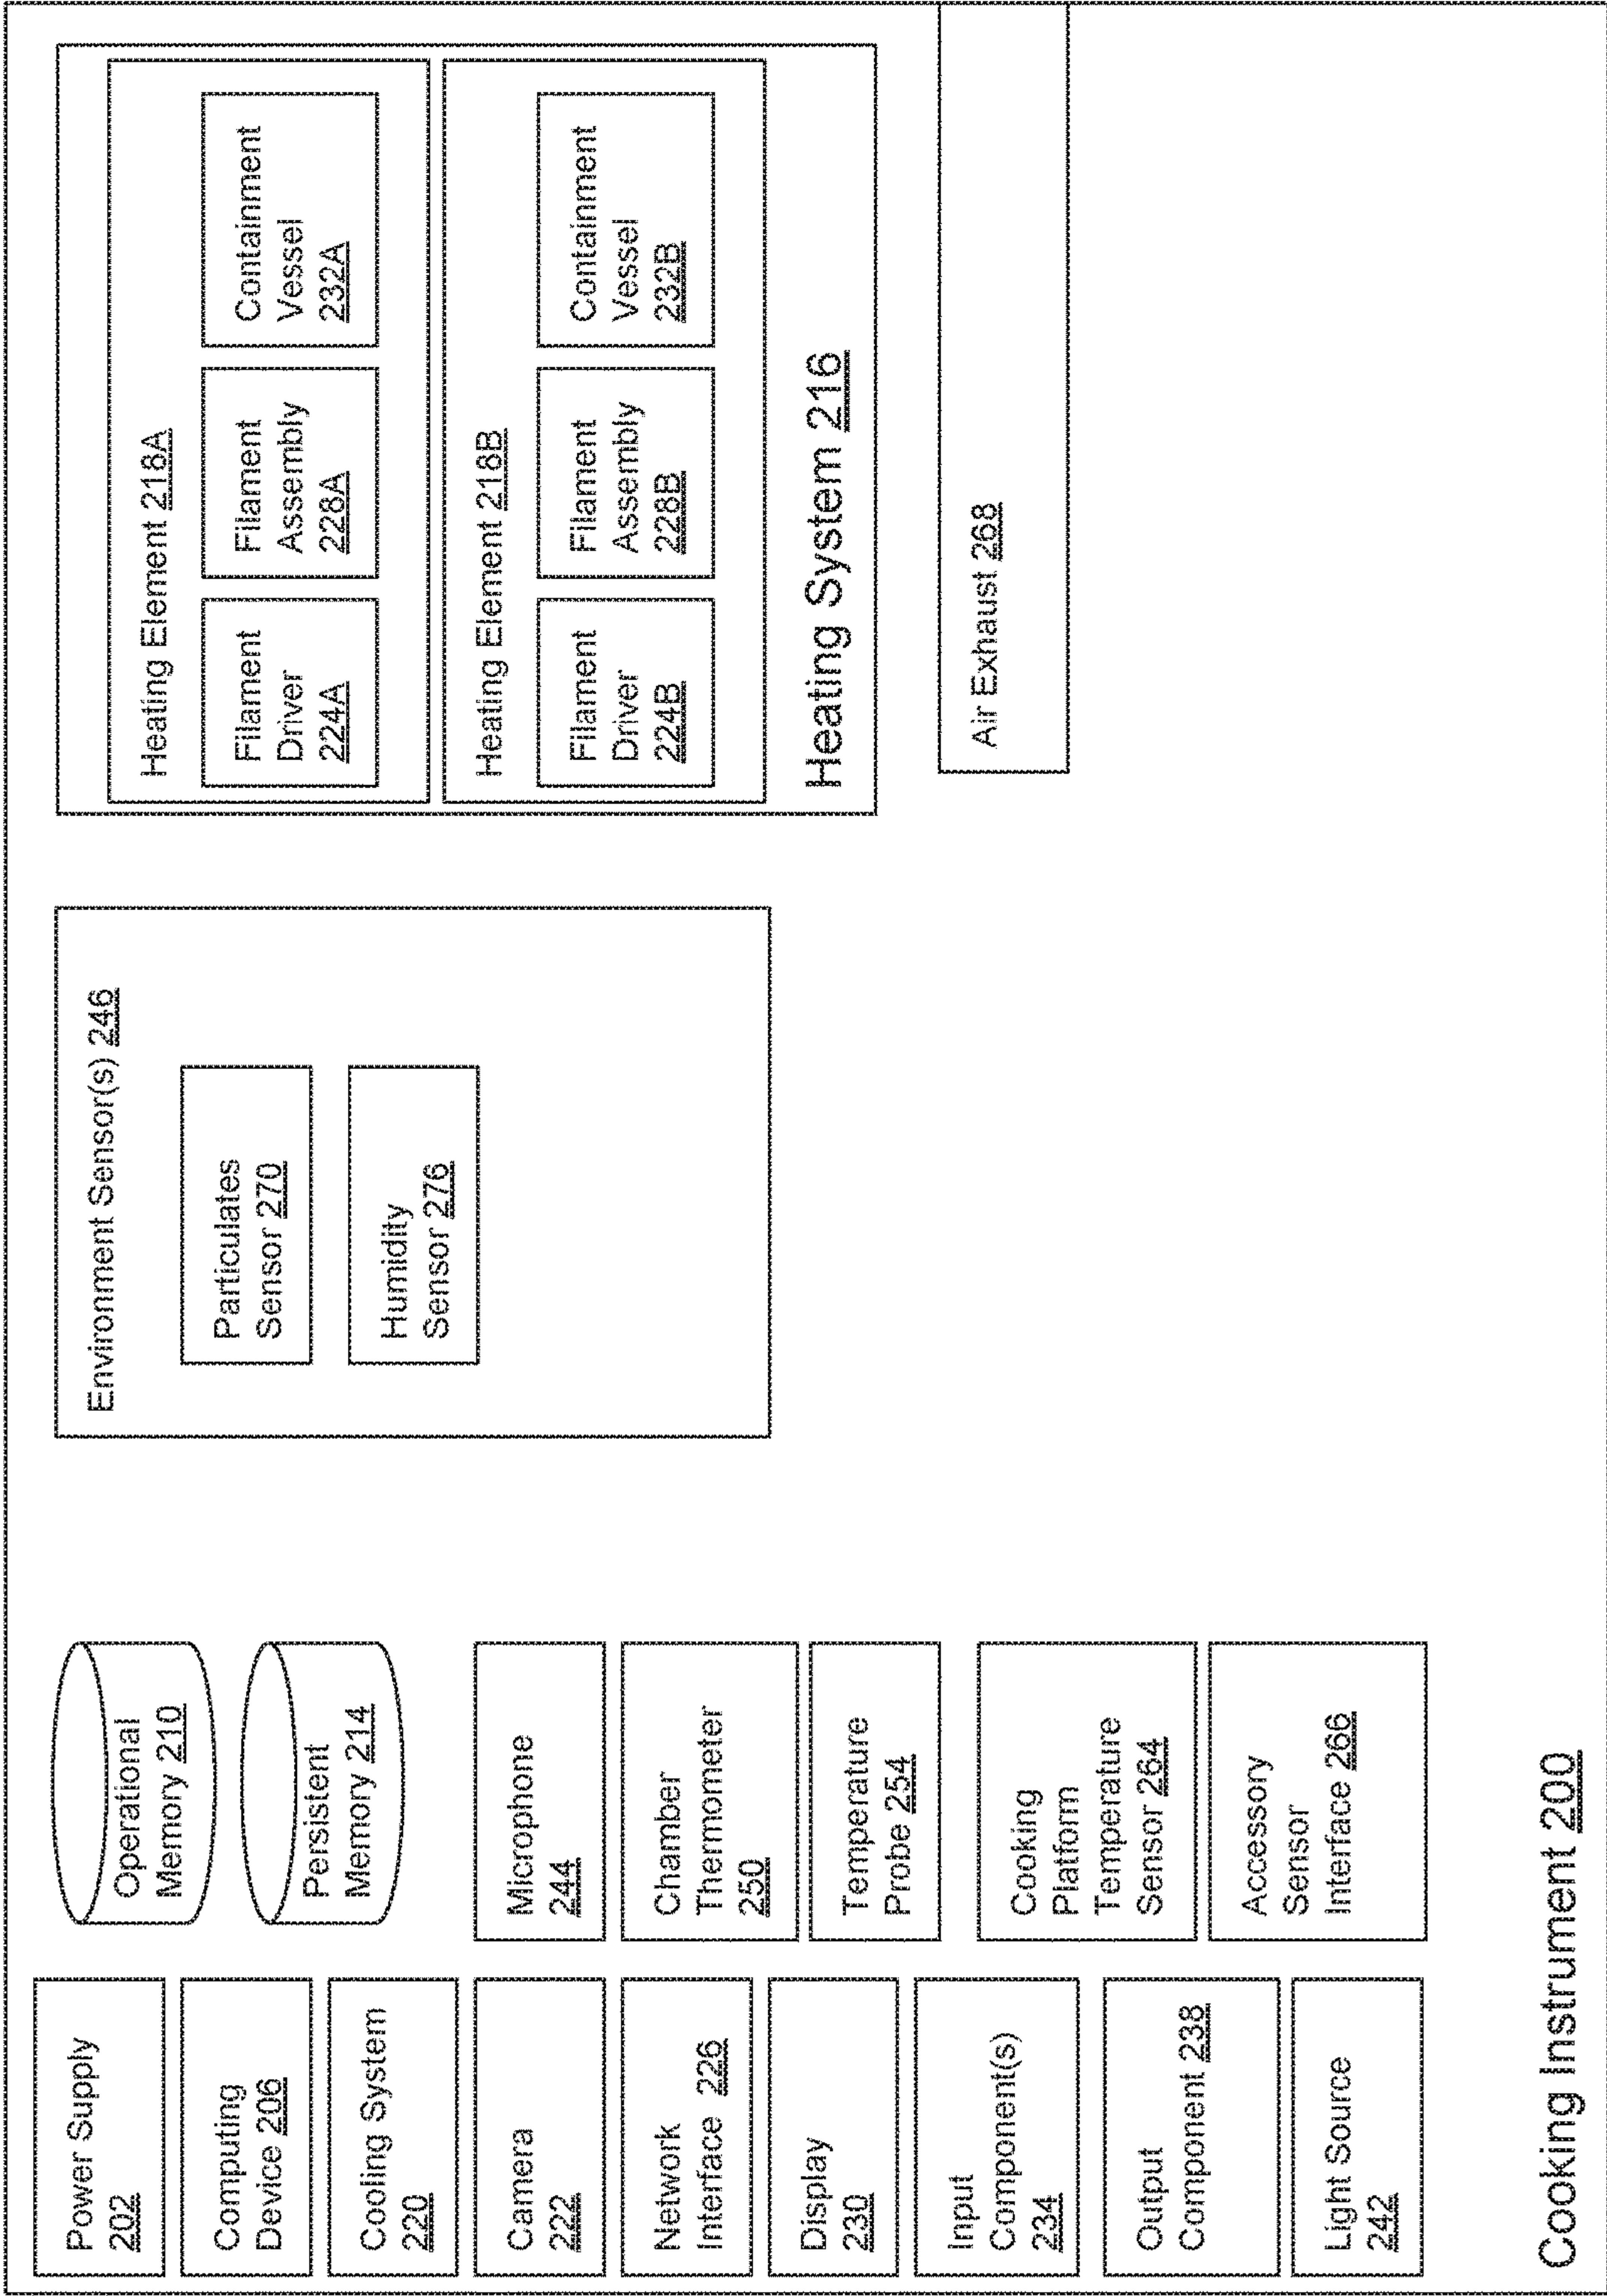 Power Supply
202
Computing
Device 206
Cooling System
220
Camera
222
Network
Interface 226
Display
230
Input
Component(s)
234
Output
Component 238
Light Source
242
Operational
Memory 210
Persistent
Memory 214
Microphone
244
Chamber
Thermometer
250
Temperature
Probe 254
Cooking
Platform
Temperature
Sensor 264
Accessory
Sensor
Interface 266
Environment Sensor(s) 246
Particulates
Sensor 270
Humidity
Sensor 276
Heating Element 218A
Filament
Driver
224A
Filament
Assembly
228A
Containment
Vessel
232A
Heating Element 218B
Filament
Driver
224B
Filament
Assembly
228B
Containment
Vessel
232B
Heating System 216
Air Exhaust 268
Cooking Instrument 200